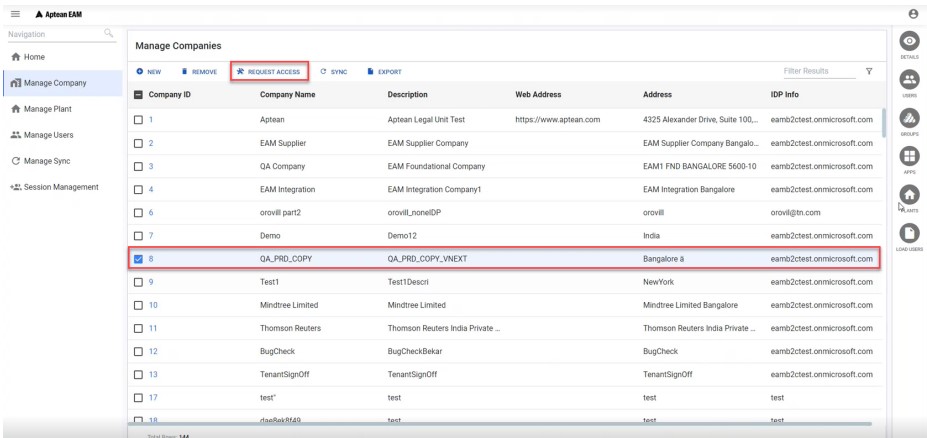 Aptean EAM
Navigation
Home
Manage Company
Manage Plant
Manage Users
Manage Sync
Session Management
Manage Companies
NEW REMOVE REQUEST ACCESS SYNC EXPORT Filter Results
Company ID Company Name Description Web Address Address IDP Info
1 Aptean Aptean Legal Unit Test https://www.aptean.com 4325 Alexander Drive, Suite 100,... eamb2ctest.onmicrosoft.com
2 EAM Supplier EAM Supplier Company EAM Supplier Company Bangalo... eamb2ctest.onmicrosoft.com
3 QA Company EAM Foundational Company EAM1 FND BANGALORE 5600-10 eamb2ctest.onmicrosoft.com
4 EAM Integration EAM Integration Company1 EAM Integration Bangalore eamb2ctest.onmicrosoft.com
6 orovill part2 orovill_noneIDP orovill orovil@tn.com
7 Demo Demo12 India eamb2ctest.onmicrosoft.com
8 QA_PRD_COPY QA_PRD_COPY_VNEXT Bangalore ä eamb2ctest.onmicrosoft.com
9 Test1 Test1Descri NewYork eamb2ctest.onmicrosoft.com
10 Mindtree Limited Mindtree Limited Mindtree Limited Bangalore eamb2ctest.onmicrosoft.com
11 Thomson Reuters Thomson Reuters India Private ... Thomson Reuters India Private ... eamb2ctest.onmicrosoft.com
12 BugCheck BugCheckBekar BugCheck eamb2ctest.onmicrosoft.com
13 TenantSignOff TenantSignOff TenantSignOff eamb2ctest.onmicrosoft.com
17 test" test test test
18 dae8ek8f49 test test test
Total Rows: 144
DETAILS
USERS
GROUPS
APPS
PLANTS
LOAD USERS